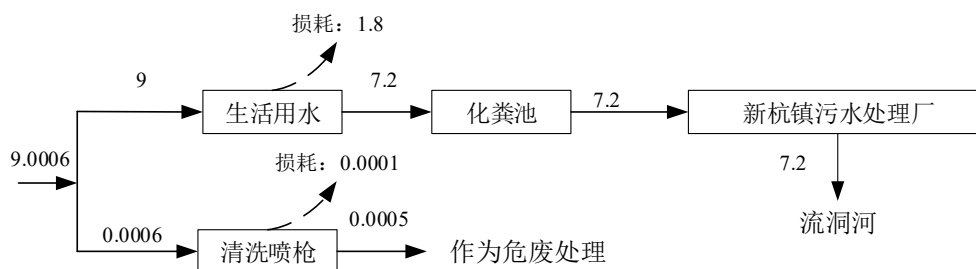 损耗：1.8
9
7.2
7.2
生活用水
化粪池
新杭镇污水处理厂
9.0006
损耗：0.0001
7.2
0.0006
0.0005
流洞河
清洗喷枪
作为危废处理